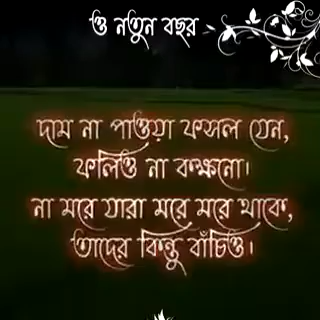 ও নতুন বছর
দাম না পাওয়া ফসল যেন,
ফলিও না কক্ষনো।
না মরে যারা মরে মরে থাকে,
তাদের কিন্তু বাঁচিও।